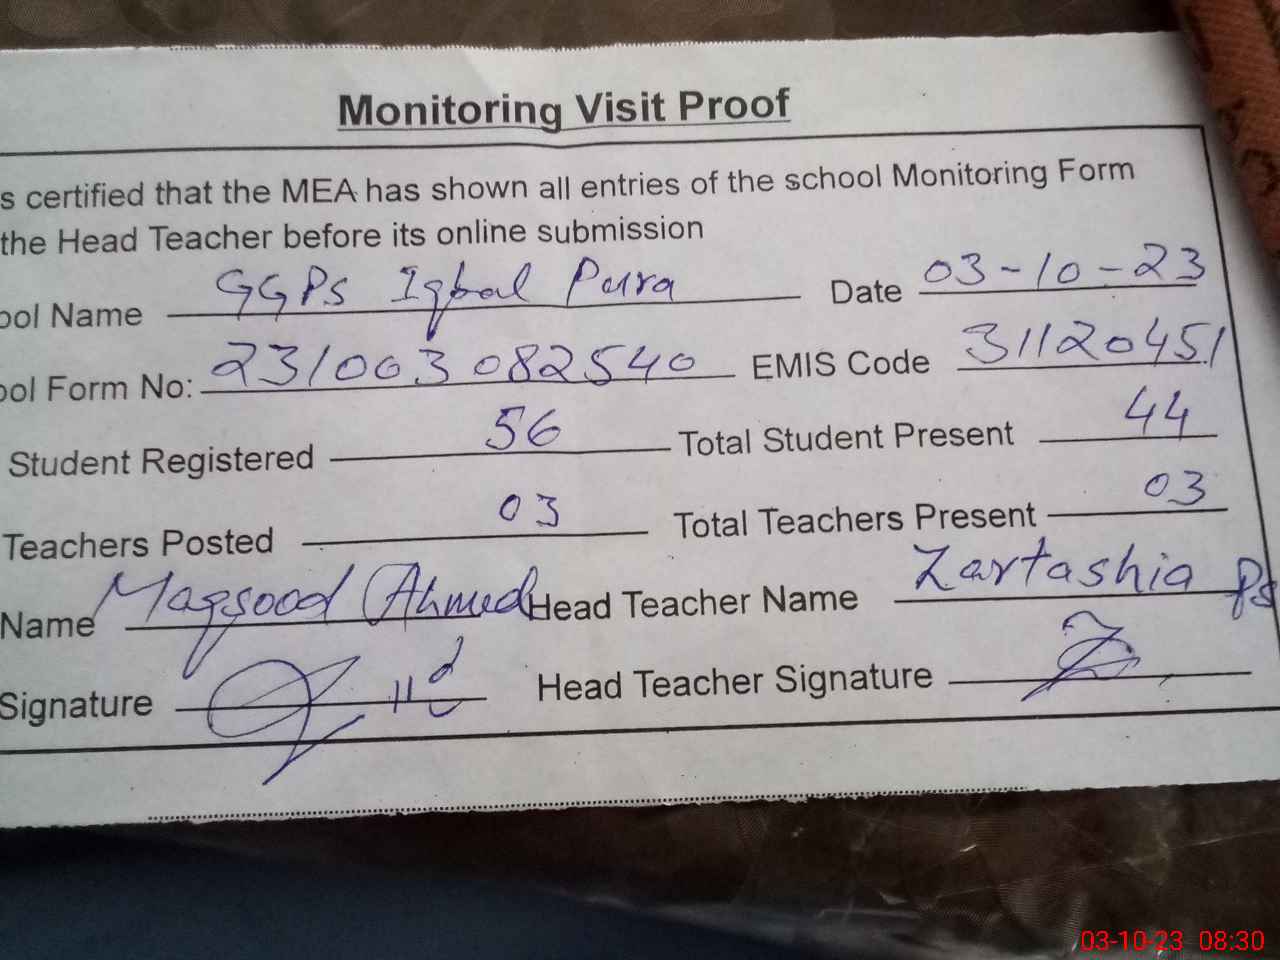 Monitoring Visit Proof
s certified that the MEA has shown all entries of the school Monitoring Form
the Head Teacher before its online submission
ool Name GGPS Iqbal Pura Date 03-10-23
ool Form No: 231003082540 EMIS Code 31120451
Student Registered 56 Total Student Present 44
Teachers Posted 03 Total Teachers Present 03
Name Maqsood Ahmed Head Teacher Name Zartashia
Signature Head Teacher Signature
03-10-23 08:30